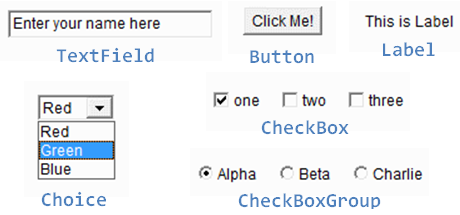 Enter your name here
TextField
Click Me!
Button
This is Label
Label
Red
Red
Green
Blue
Choice
one two three
CheckBox
Alpha Beta Charlie
CheckBoxGroup